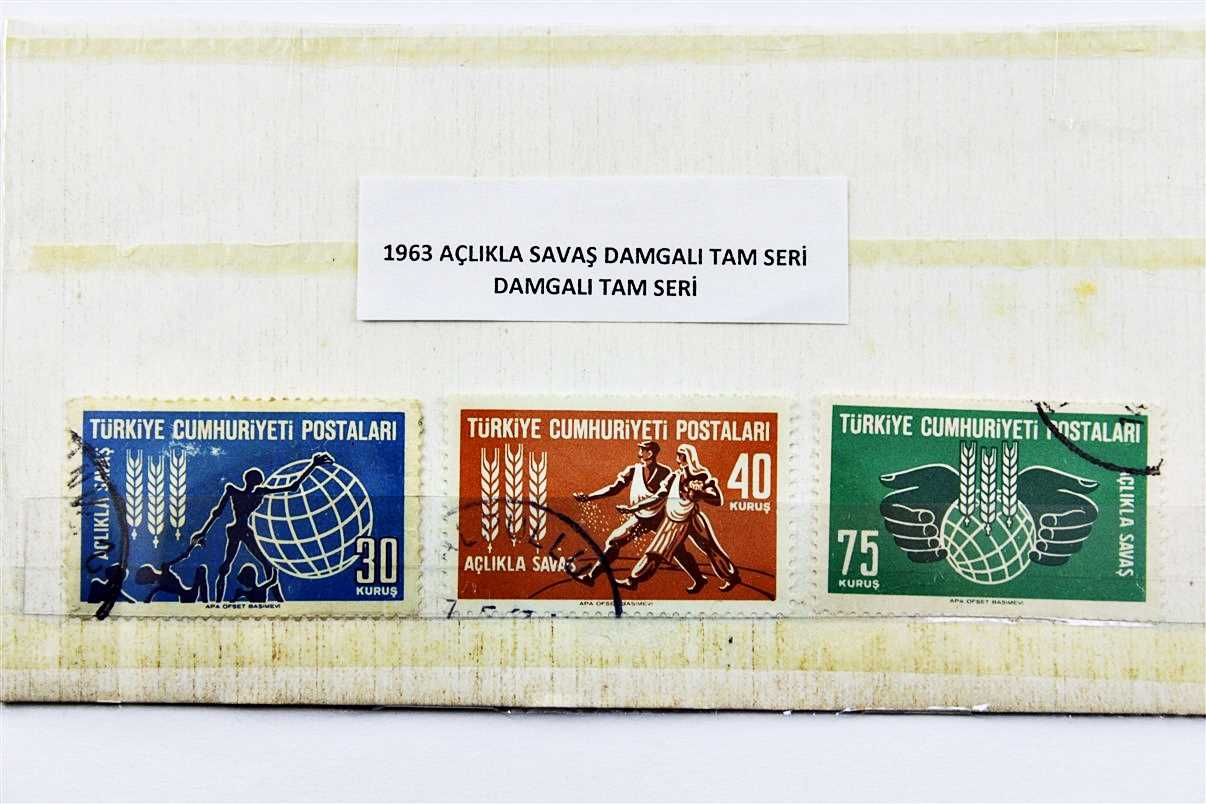 1963 AÇLIKLA SAVAŞ DAMGALI TAM SERİ
DAMGALI TAM SERİ
TÜRKİYE CUMHURİYETİ POSTALARI
AÇLIKLA SAVAŞ
30
KURUŞ
APA OFSET BASIMEVİ
TÜRKİYE CUMHURİYETİ POSTALARI
40
KURUŞ
AÇLIKLA SAVAŞ
APA OFSET BASIMEVİ
TÜRKİYE CUMHURİYETİ POSTALARI
75
KURUŞ
AÇLIKLA SAVAŞ
APA OFSET BASIMEVİ